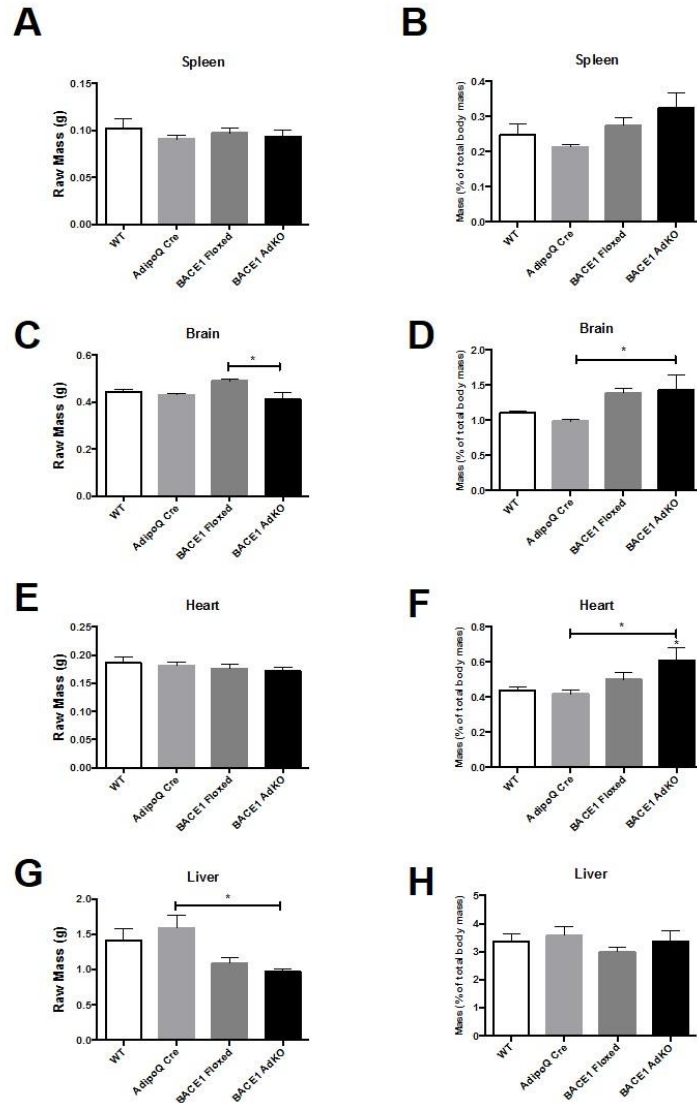 A
Spleen
Raw Mass (g)
0.15
0.10
0.05
0.00
WT
AdipoQ Cre
BACE1 Floxed
BACE1 AdKO
B
Spleen
Mass (% of total body mass)
0.4
0.3
0.2
0.1
0.0
WT
AdipoQ Cre
BACE1 Floxed
BACE1 AdKO
C
Brain
Raw Mass (g)
0.6
0.4
0.2
0.0
*
WT
AdipoQ Cre
BACE1 Floxed
BACE1 AdKO
D
Brain
Mass (% of total body mass)
2.0
1.5
1.0
0.5
0.0
*
WT
AdipoQ Cre
BACE1 Floxed
BACE1 AdKO
E
Heart
Raw Mass (g)
0.25
0.20
0.15
0.10
0.05
0.00
WT
AdipoQ Cre
BACE1 Floxed
BACE1 AdKO
F
Heart
Mass (% of total body mass)
0.8
0.6
0.4
0.2
0.0
*
*
WT
AdipoQ Cre
BACE1 Floxed
BACE1 AdKO
G
Liver
Raw Mass (g)
2.0
1.5
1.0
0.5
0.0
*
WT
AdipoQ Cre
BACE1 Floxed
BACE1 AdKO
H
Liver
Mass (% of total body mass)
5
4
3
2
1
0
WT
AdipoQ Cre
BACE1 Floxed
BACE1 AdKO